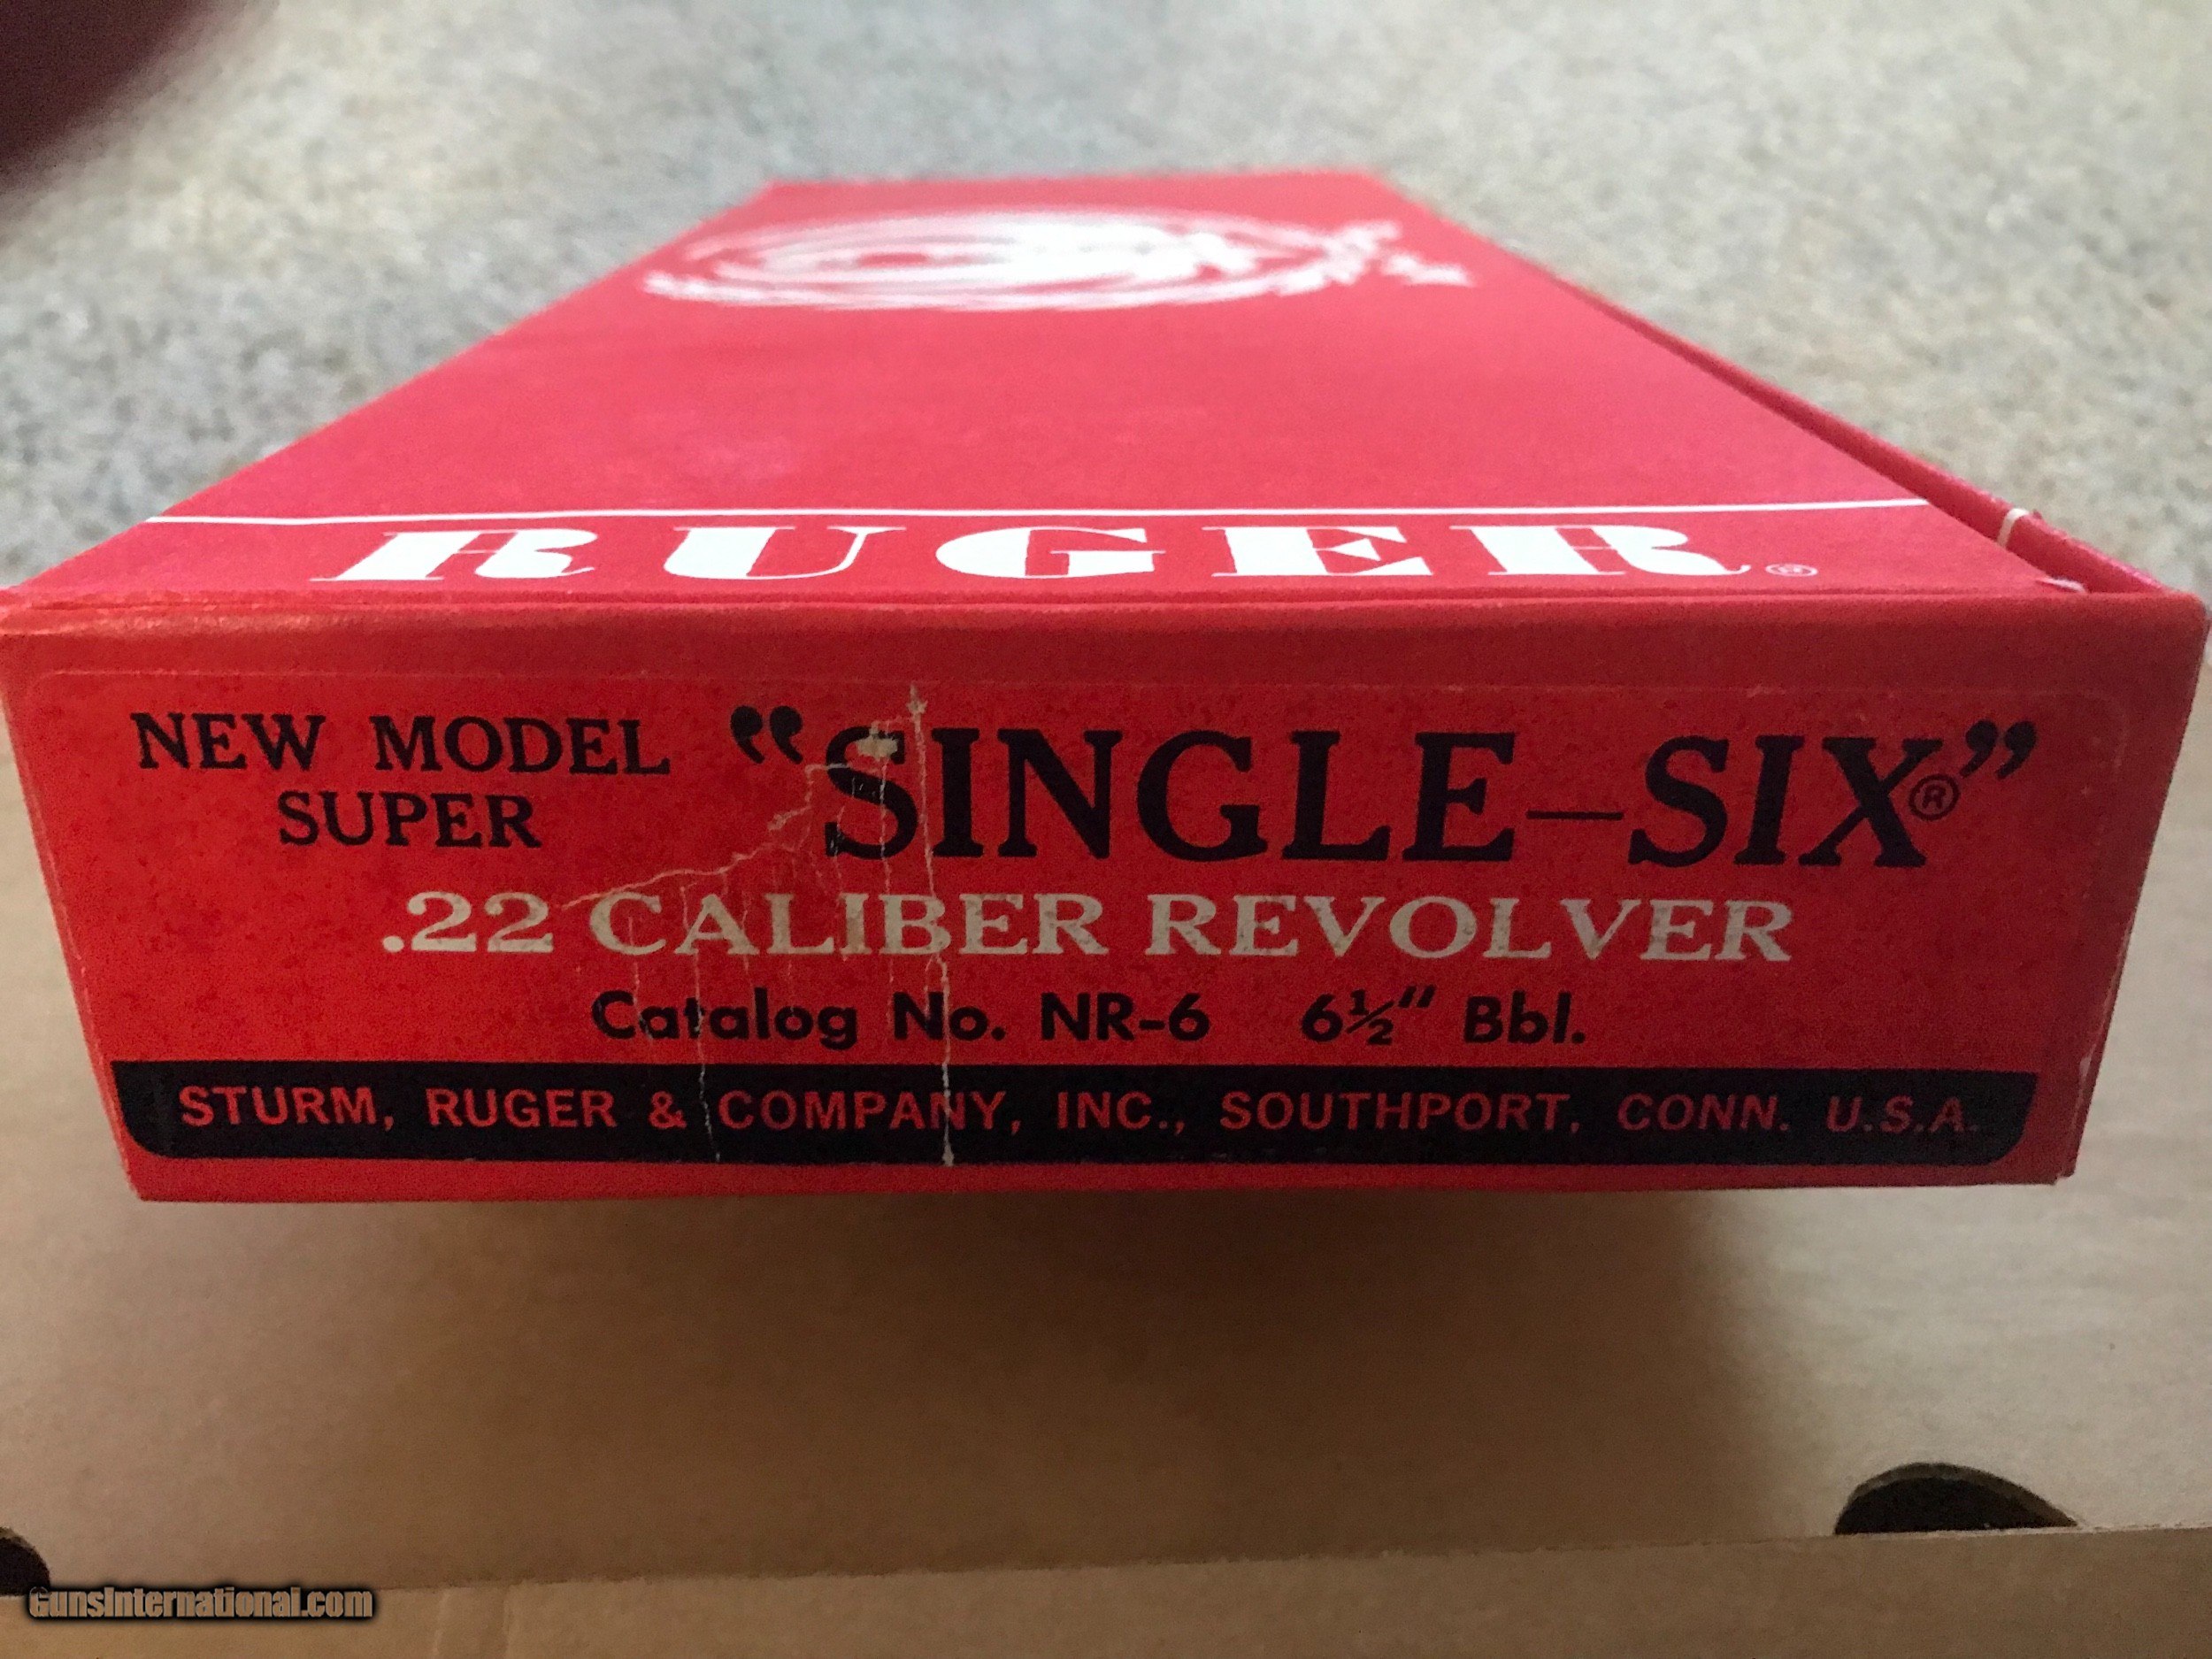 RUGER®
NEW MODEL SUPER "SINGLE-SIX®"
.22 CALIBER REVOLVER
Catalog No. NR-6 6½" Bbl.
STURM, RUGER & COMPANY, INC., SOUTHPORT, CONN. U.S.A.
GunsInternational.com